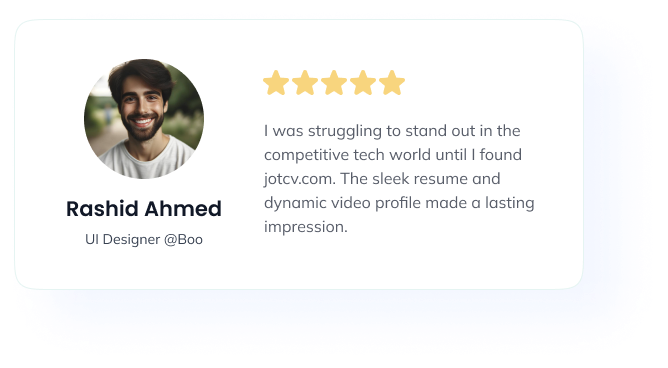 Rashid Ahmed
UI Designer @Boo
I was struggling to stand out in the
competitive tech world until I found
jotcv.com. The sleek resume and
dynamic video profile made a lasting
impression.